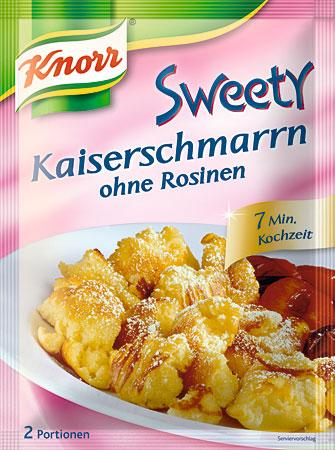 Knorr®
Sweety
Kaiserschmarrn
ohne Rosinen
7 Min.
Kochzeit
2 Portionen
Serviervorschlag